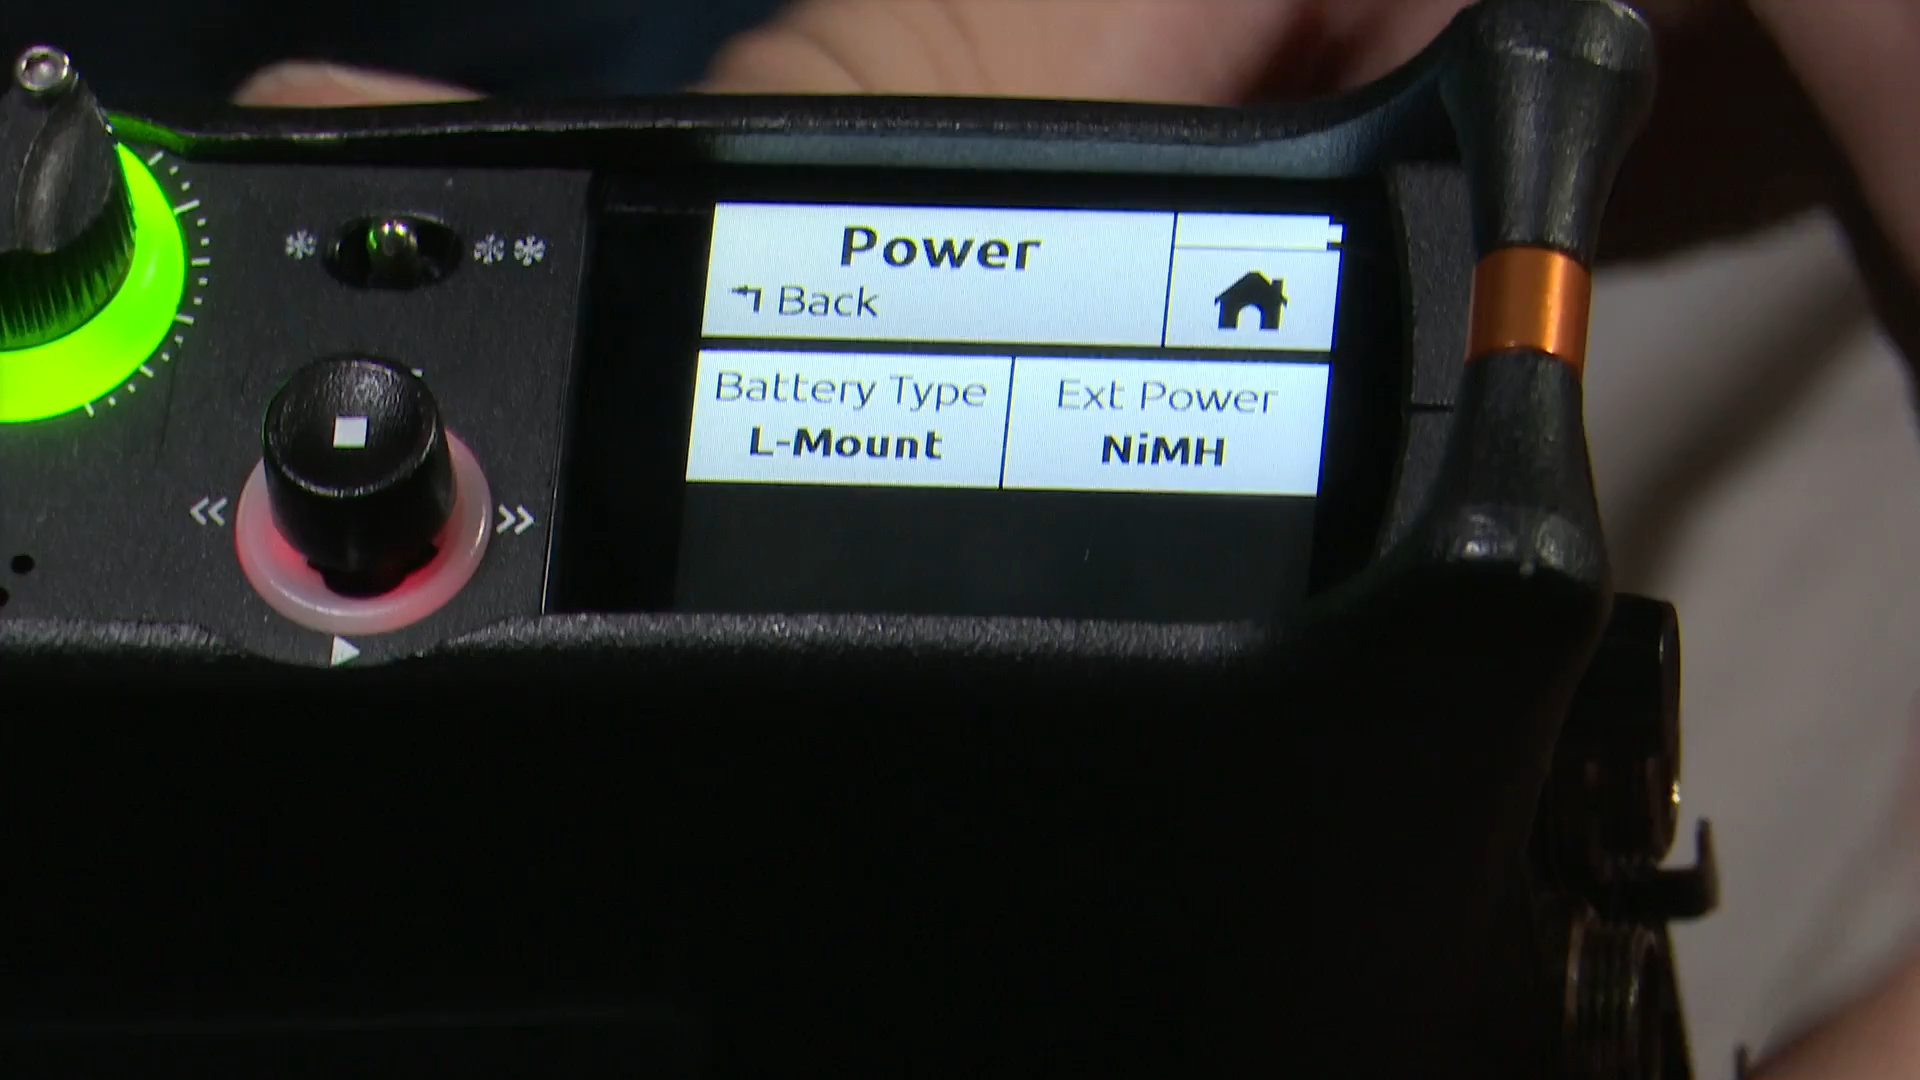 Power
Back
Battery Type
L-Mount
Ext Power
NiMH